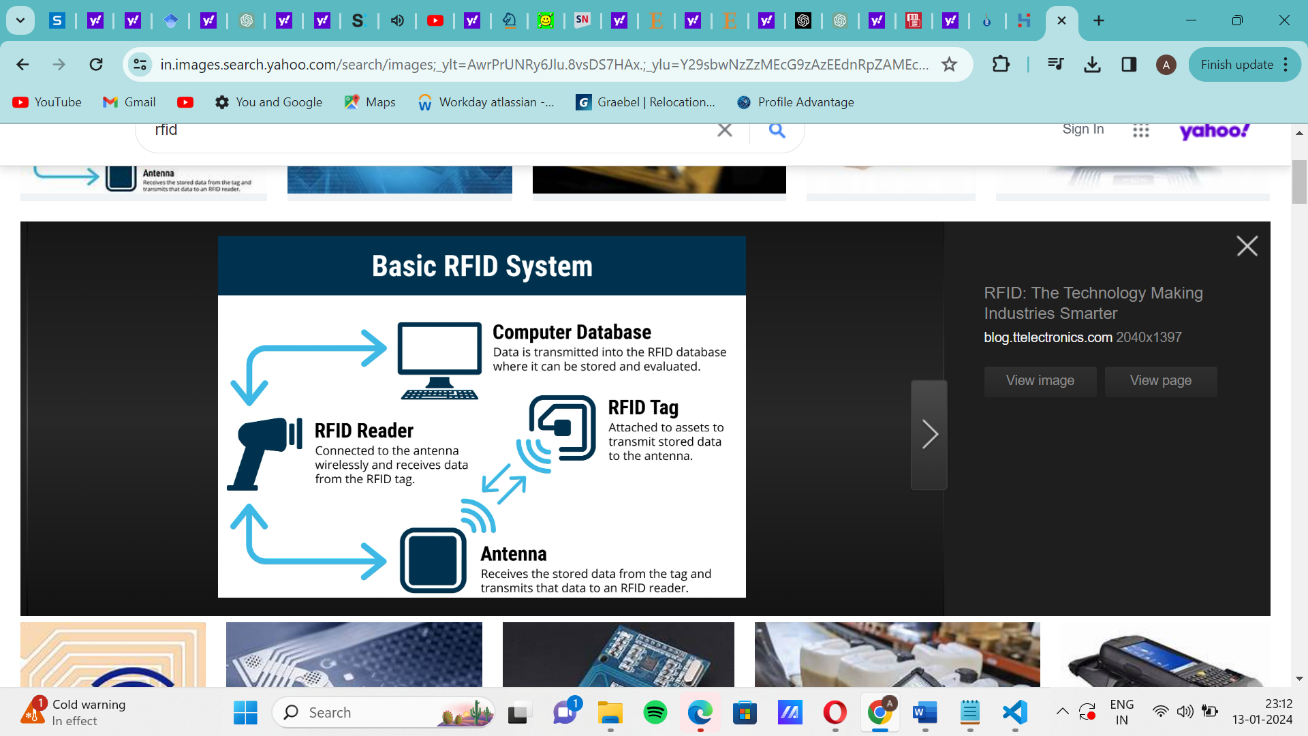 in.images.search.yahoo.com/search/images;_ylt=AwrPrUNRy6Jlu.8vsDS7HAx.;_ylu=Y29sbwNzZzMEcG9zAzEEdnRpZAMEc...
A
Finish update
YouTube
Gmail
You and Google
Maps
Workday atlassian -...
Graebel | Relocation...
Profile Advantage
rfid
Sign In
yahoo!
Antenna
Receives the stored data from the tag and
transmits that data to an RFID reader.
Basic RFID System
Computer Database
Data is transmitted into the RFID database
where it can be stored and evaluated.
RFID Tag
Attached to assets to
transmit stored data
to the antenna.
RFID Reader
Connected to the antenna
wirelessly and receives data
from the RFID tag.
Antenna
Receives the stored data from the tag and
transmits that data to an RFID reader.
RFID: The Technology Making
Industries Smarter
blog.ttelectronics.com 2040x1397
View image
View page
1
Cold warning
In effect
Search
1
A
ENG
IN
23:12
13-01-2024